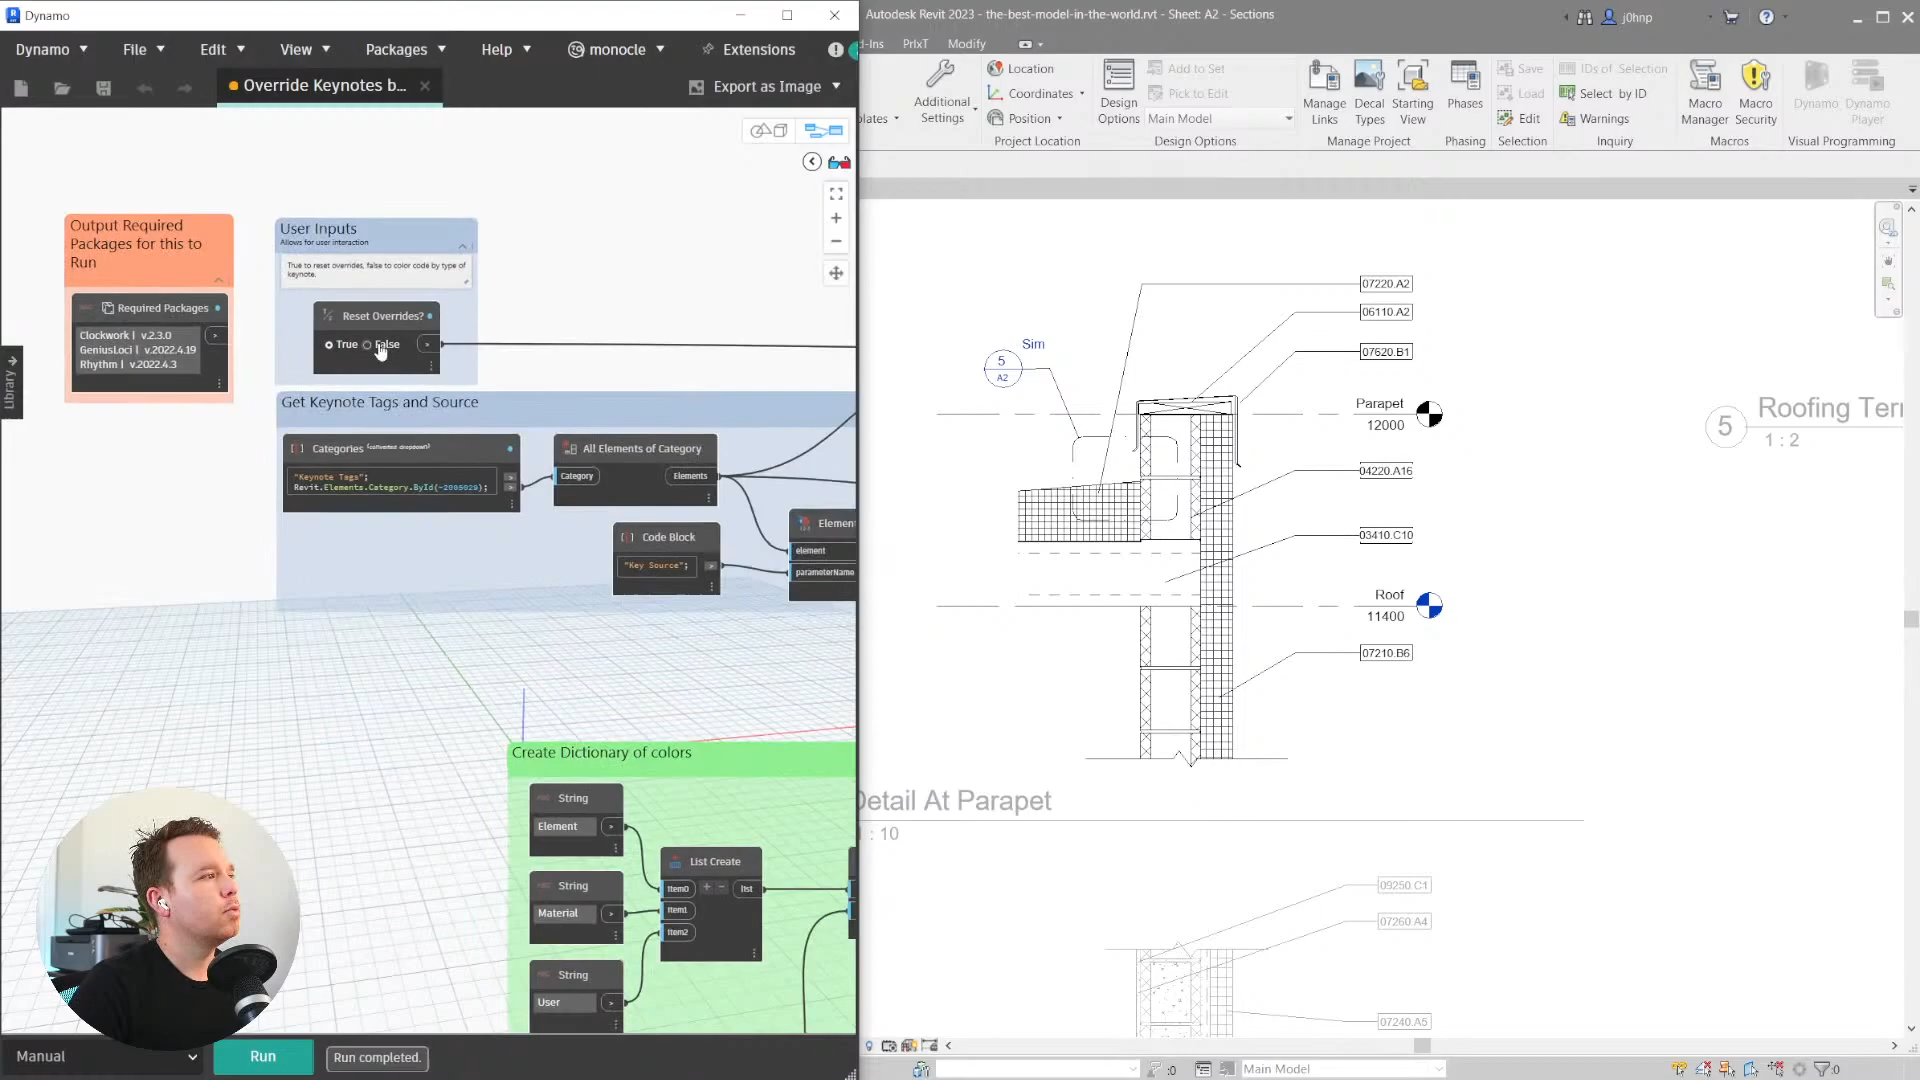 Dynamo
Autodesk Revit 2023 - the-best-model-in-the-world.rvt - Sheet: A2 - Sections
j0hnp
Dynamo File Edit View Packages Help monocle Extensions
Override Keynotes b...
Export as Image
Modify
Additional Settings
Location
Coordinates
Position
Project Location
Design Options
Add to Set
Pick to Edit
Main Model
Design Options
Manage Links
Decal Types
Starting View
Manage Project
Phases
Phasing
Save
Load
Edit
Selection
IDs of Selection
Select by ID
Warnings
Inquiry
Macro Manager
Macro Security
Macros
Dynamo
Dynamo Player
Visual Programming
Library
Output Required
Packages for this to
Run
Required Packages
Clockwork | v.2.3.0
GeniusLoci | v.2022.4.19
Rhythm | v.2022.4.3
User Inputs
Allows for user interaction
True to reset overrides, false to color code by type of
keynote.
Reset Overrides?
True False
Get Keynote Tags and Source
Categories (converted dropdown)
"Keynote Tags";
Revit.Elements.Category.ById(-2005029);
All Elements of Category
Category Elements
Code Block
"Key Source";
Element
element
parameterName
Create Dictionary of colors
String
Element
String
Material
String
User
List Create
item0 + - list
item1
item2
Manual
Run
Run completed.
07220.A2
06110.A2
07620.B1
Sim
5
A2
Parapet
12000
04220.A16
03410.C10
Roof
11400
07210.B6
5
Roofing Ter
1 : 2
Detail At Parapet
: 10
09250.C1
07260.A4
07240.A5
:0
Main Model
:0